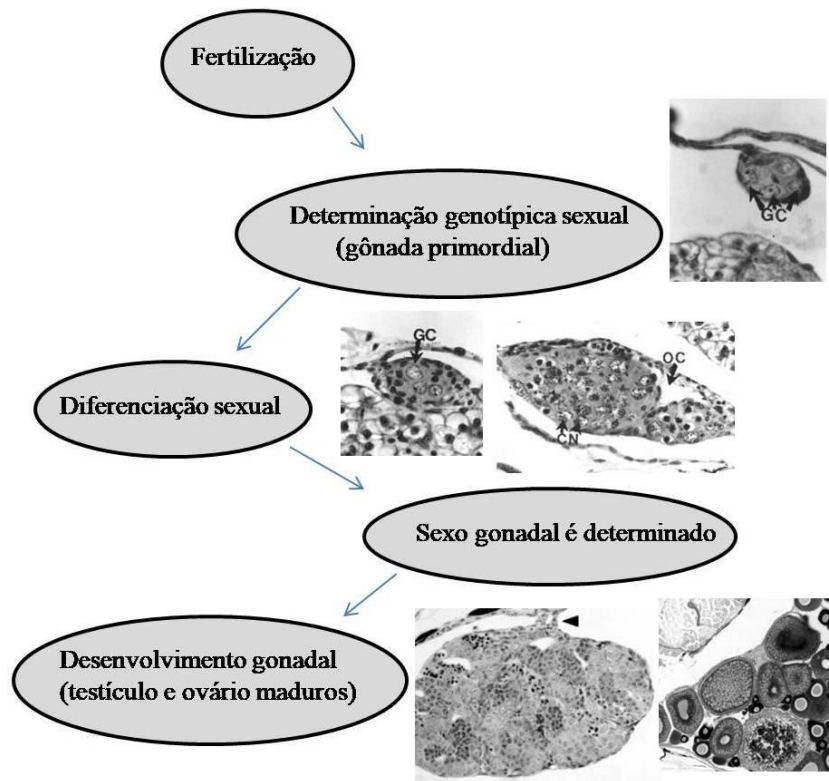 Fertilização
Determinação genotípica sexual
(gônada primordial)
GC
GC
OC
CN
Diferenciação sexual
Sexo gonadal é determinado
Desenvolvimento gonadal
(testículo e ovário maduros)